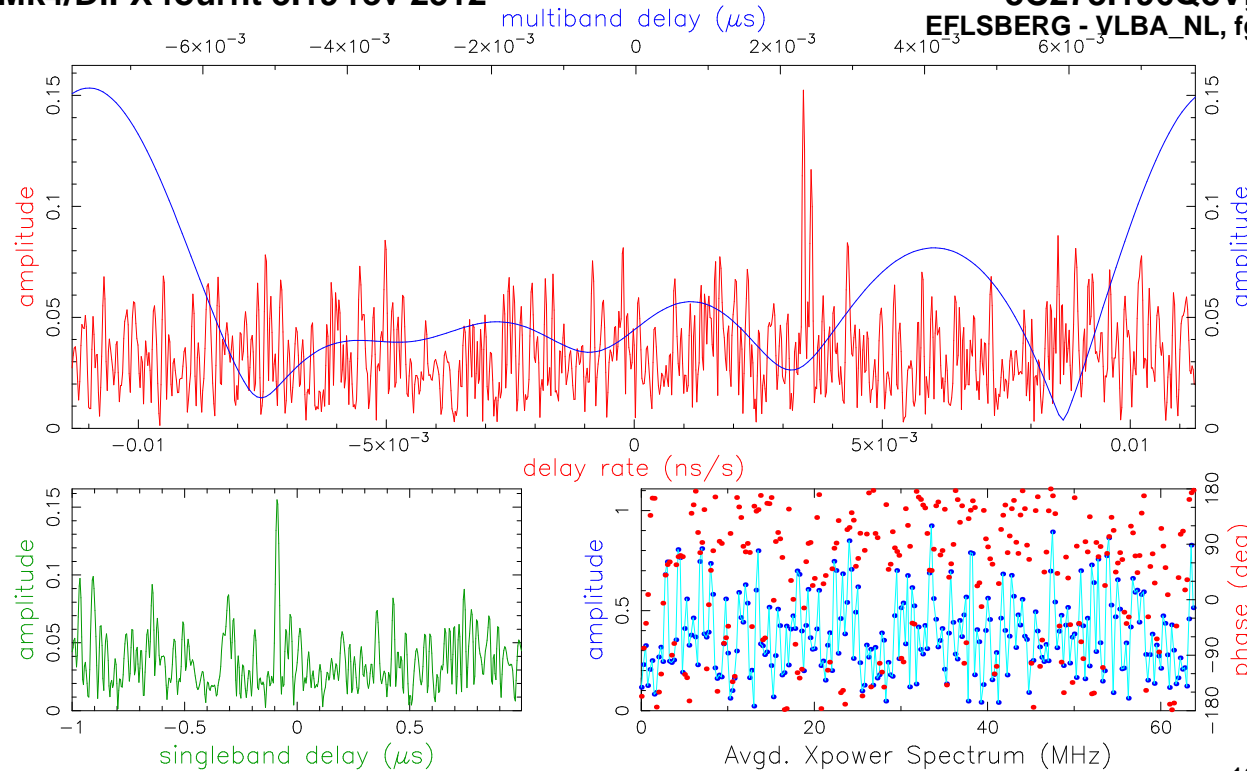 multiband delay (μs)
EFLSBERG - VLBA_NL, fg
−6×10⁻³ −4×10⁻³ −2×10⁻³ 0 2×10⁻³ 4×10⁻³ 6×10⁻³
amplitude
0 0.05 0.1 0.15
amplitude
0 0.05 0.1 0.15
−0.01 −5×10⁻³ 0 5×10⁻³ 0.01
delay rate (ns/s)
amplitude
0 0.05 0.1 0.15
−1 −0.5 0 0.5
singleband delay (μs)
amplitude
0 0.5 1
phase (deg)
−180 −90 0 90 180
0 20 40 60
Avgd. Xpower Spectrum (MHz)